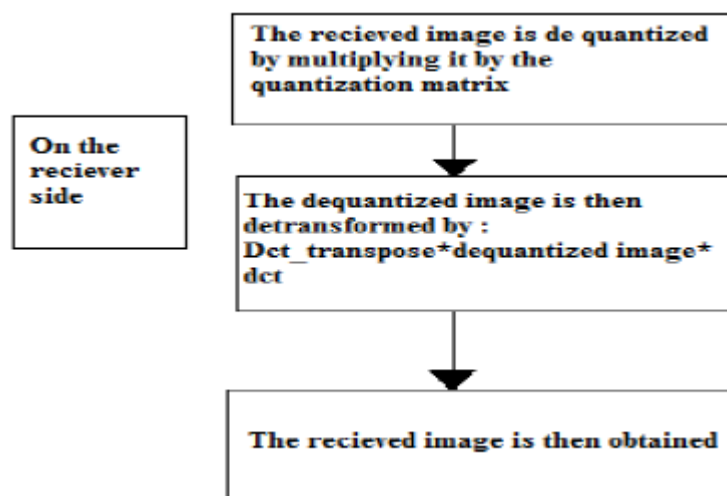 The recieved image is de quantized
by multiplying it by the
quantization matrix
On the
reciever
side
The dequantized image is then
detransformed by :
Dct_transpose*dequantized image*
dct
The recieved image is then obtained